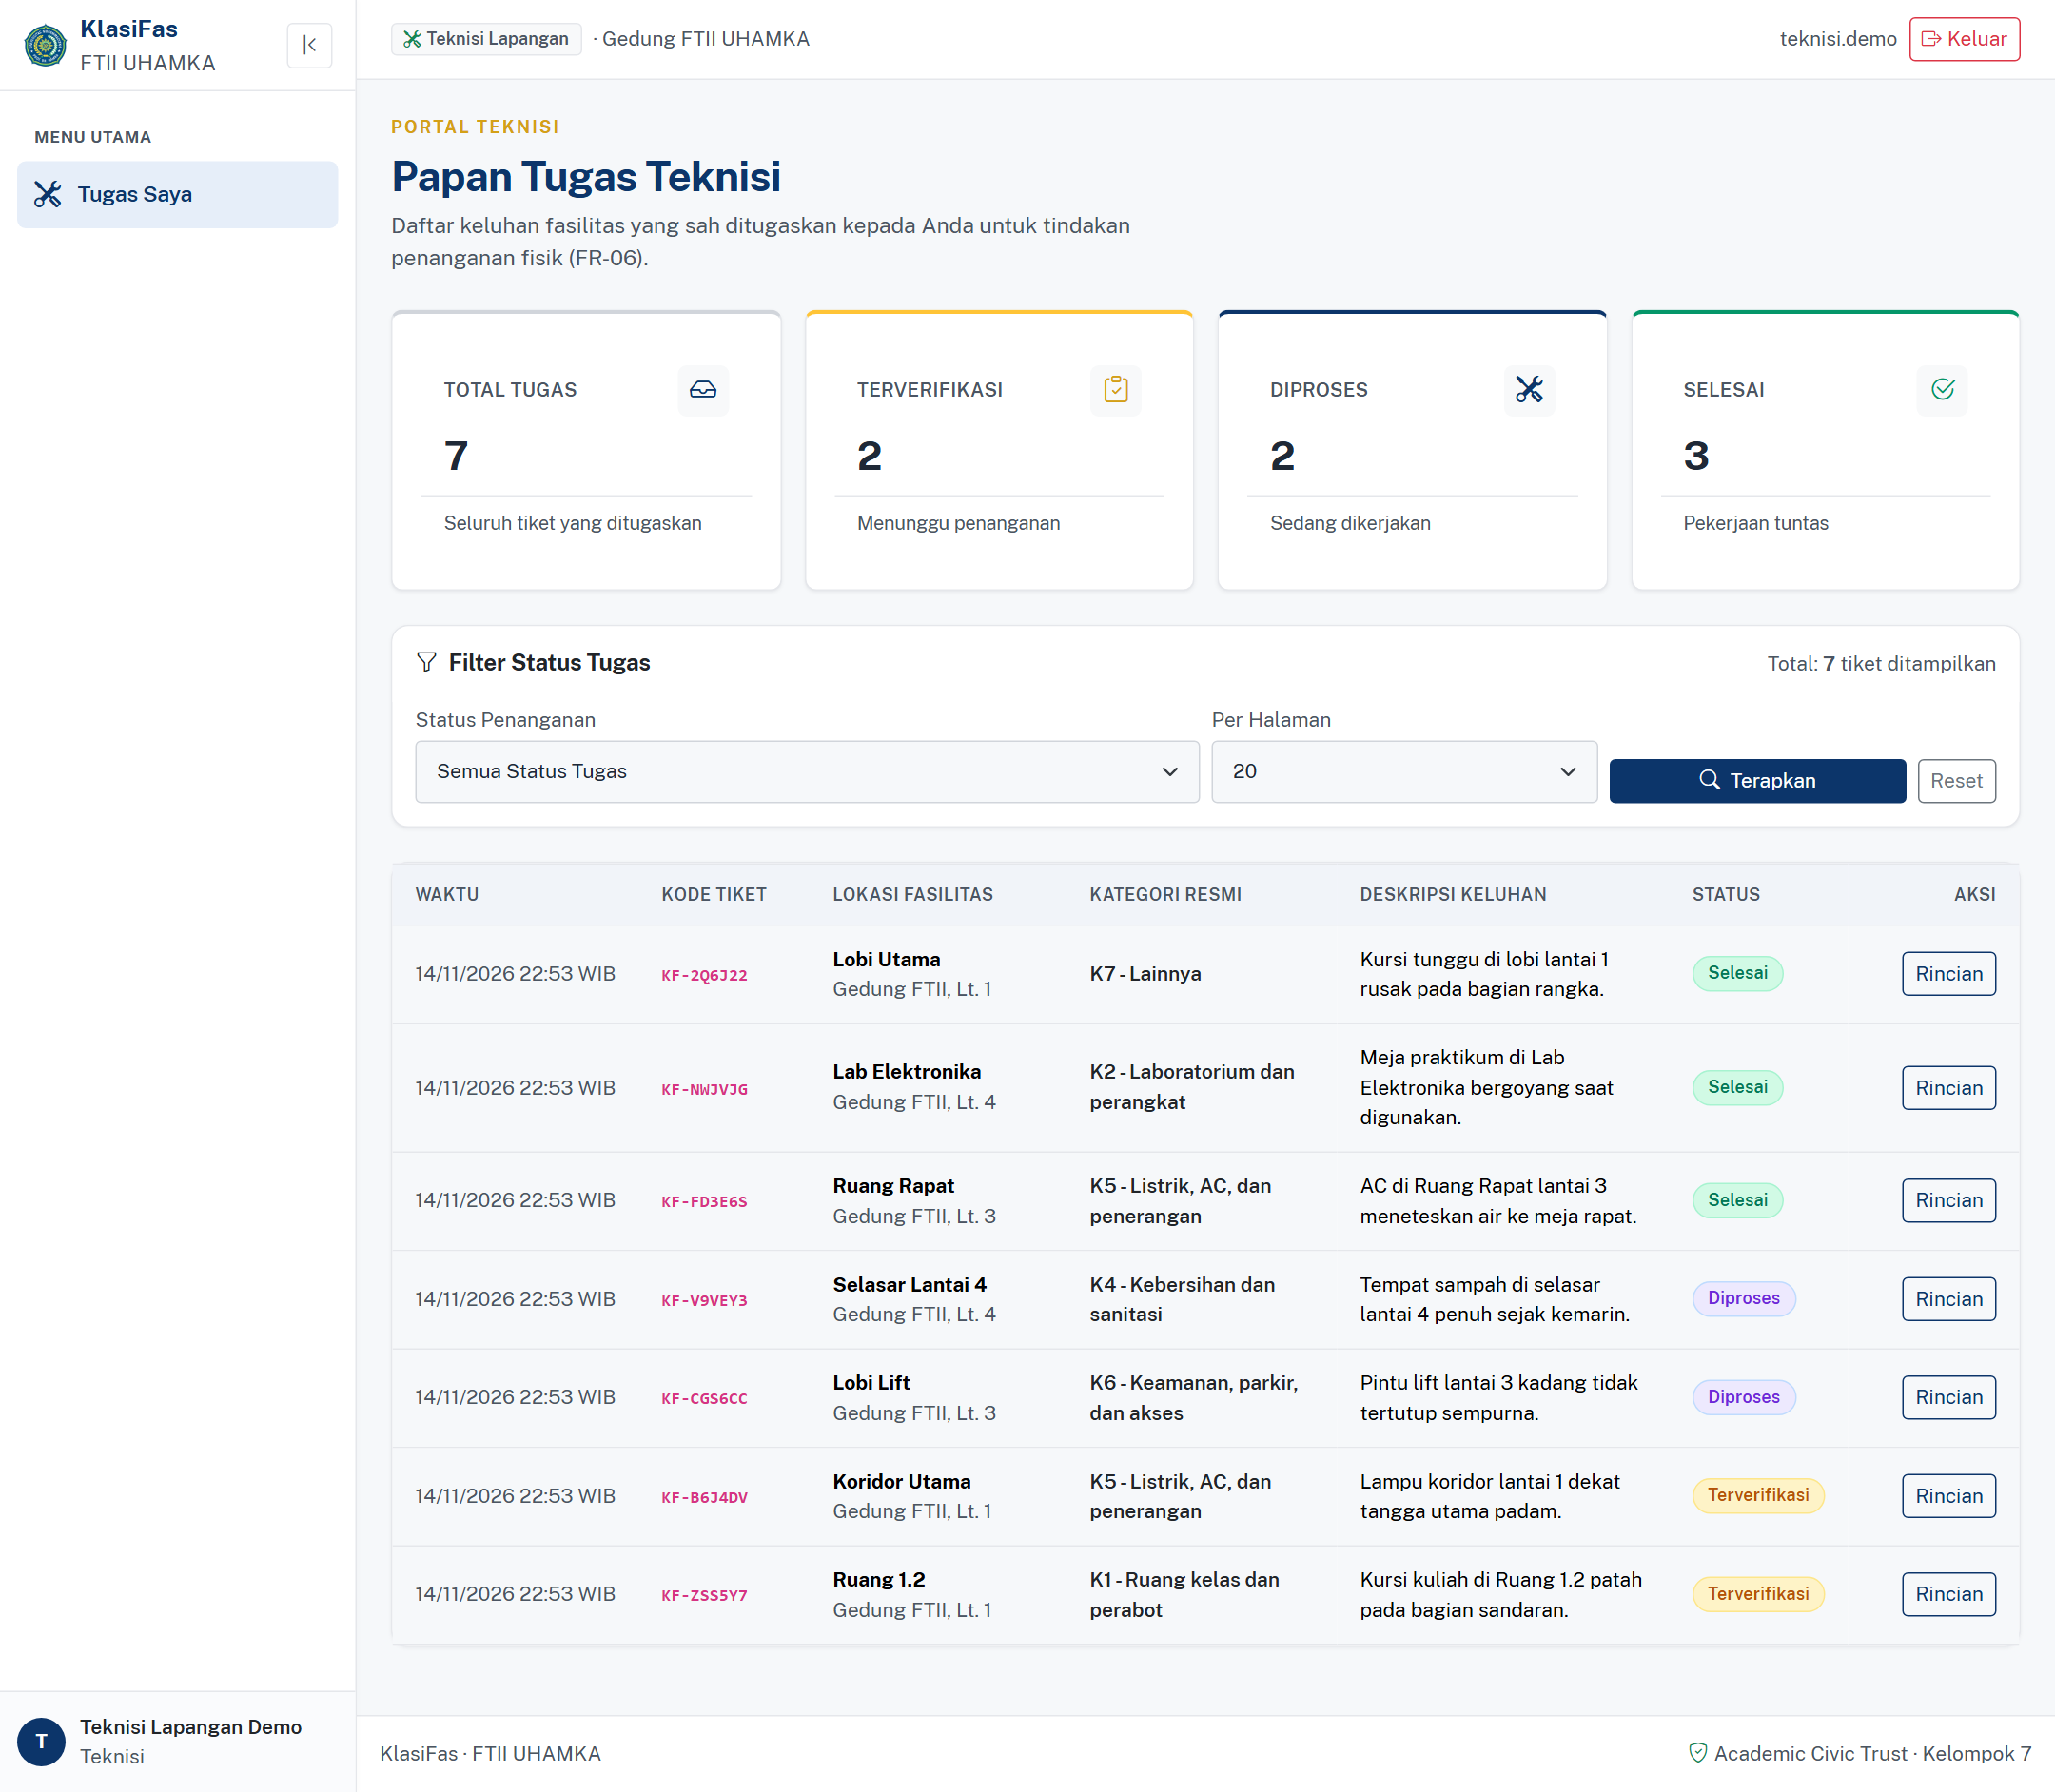 KlasiFas
FTII UHAMKA
MENU UTAMA
Tugas Saya
Teknisi Lapangan · Gedung FTII UHAMKA
teknisi.demo Keluar
PORTAL TEKNISI
Papan Tugas Teknisi
Daftar keluhan fasilitas yang sah ditugaskan kepada Anda untuk tindakan
penanganan fisik (FR-06).
TOTAL TUGAS
7
Seluruh tiket yang ditugaskan
TERVERIFIKASI
2
Menunggu penanganan
DIPROSES
2
Sedang dikerjakan
SELESAI
3
Pekerjaan tuntas
Filter Status Tugas
Total: 7 tiket ditampilkan
Status Penanganan
Semua Status Tugas
Per Halaman
20
Terapkan
Reset
WAKTU KODE TIKET LOKASI FASILITAS KATEGORI RESMI DESKRIPSI KELUHAN STATUS AKSI
14/11/2026 22:53 WIB
KF-2Q6J22
Lobi Utama
Gedung FTII, Lt. 1
K7 - Lainnya
Kursi tunggu di lobi lantai 1
rusak pada bagian rangka.
Selesai
Rincian
14/11/2026 22:53 WIB
KF-NWJVJG
Lab Elektronika
Gedung FTII, Lt. 4
K2 - Laboratorium dan
perangkat
Meja praktikum di Lab
Elektronika bergoyang saat
digunakan.
Selesai
Rincian
14/11/2026 22:53 WIB
KF-FD3E6S
Ruang Rapat
Gedung FTII, Lt. 3
K5 - Listrik, AC, dan
penerangan
AC di Ruang Rapat lantai 3
meneteskan air ke meja rapat.
Selesai
Rincian
14/11/2026 22:53 WIB
KF-V9VEY3
Selasar Lantai 4
Gedung FTII, Lt. 4
K4 - Kebersihan dan
sanitasi
Tempat sampah di selasar
lantai 4 penuh sejak kemarin.
Diproses
Rincian
14/11/2026 22:53 WIB
KF-CGS6CC
Lobi Lift
Gedung FTII, Lt. 3
K6 - Keamanan, parkir,
dan akses
Pintu lift lantai 3 kadang tidak
tertutup sempurna.
Diproses
Rincian
14/11/2026 22:53 WIB
KF-B6J4DV
Koridor Utama
Gedung FTII, Lt. 1
K5 - Listrik, AC, dan
penerangan
Lampu koridor lantai 1 dekat
tangga utama padam.
Terverifikasi
Rincian
14/11/2026 22:53 WIB
KF-ZSS5Y7
Ruang 1.2
Gedung FTII, Lt. 1
K1 - Ruang kelas dan
perabot
Kursi kuliah di Ruang 1.2 patah
pada bagian sandaran.
Terverifikasi
Rincian
T
Teknisi Lapangan Demo
Teknisi
KlasiFas · FTII UHAMKA
Academic Civic Trust · Kelompok 7